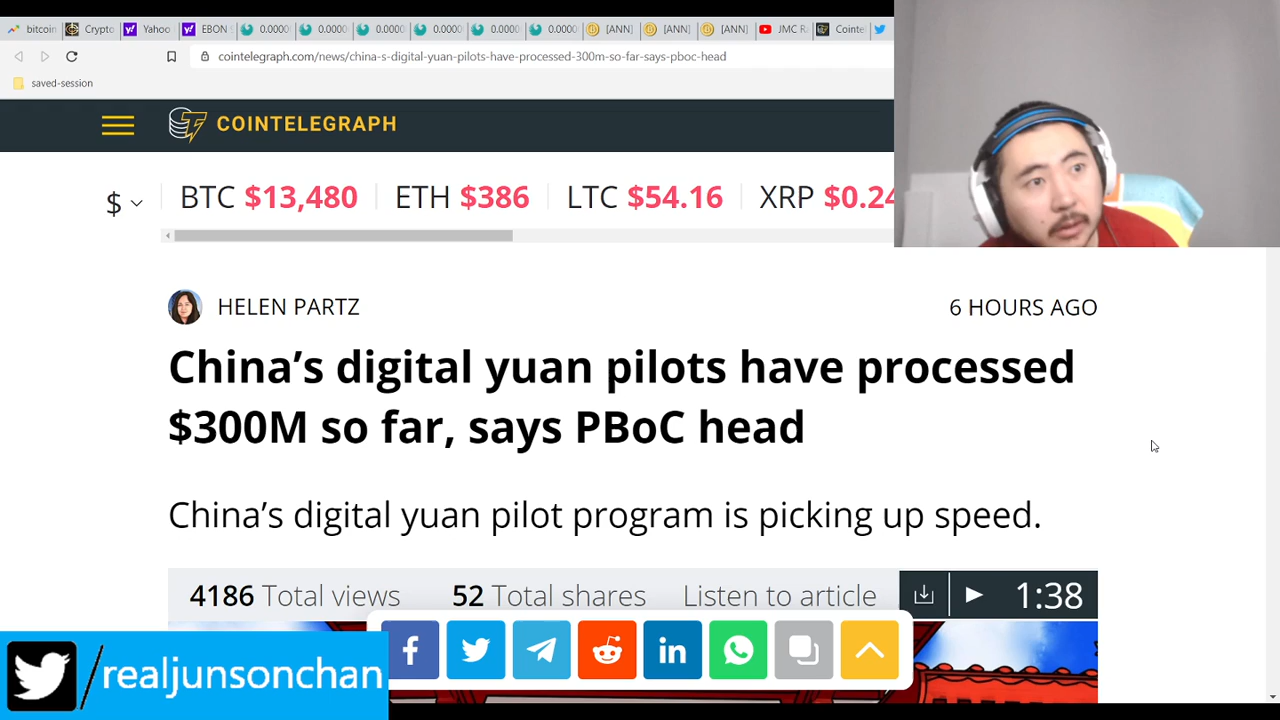 bitcoin Crypto Yahoo EBON 0.0000 0.0000 0.0000 0.0000 0.0000 0.0000 [ANN] [ANN] [ANN] JMC R Cointe
cointelegraph.com/news/china-s-digital-yuan-pilots-have-processed-300m-so-far-says-pboc-head
saved-session
COINTELEGRAPH
$ BTC $13,480 ETH $386 LTC $54.16 XRP $0.24
HELEN PARTZ 6 HOURS AGO
China's digital yuan pilots have processed
$300M so far, says PBoC head
China's digital yuan pilot program is picking up speed.
4186 Total views 52 Total shares Listen to article 1:38
/realjunsonchan